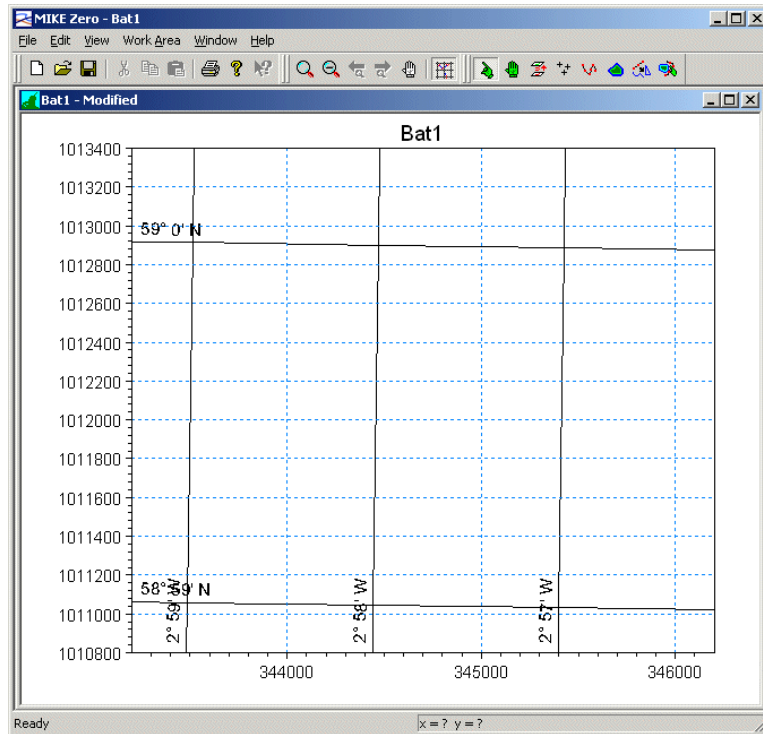 MIKE Zero - Bat1
File Edit View Work Area Window Help
Bat1 - Modified
Bat1
1013400
1013200
1013000
59° 0' N
1012800
1012600
1012400
1012200
1012000
1011800
1011600
1011400
1011200
58° 59' N
2° 59' W
2° 58' W
2° 57' W
1011000
1010800
344000 345000 346000
Ready x = ? y = ?